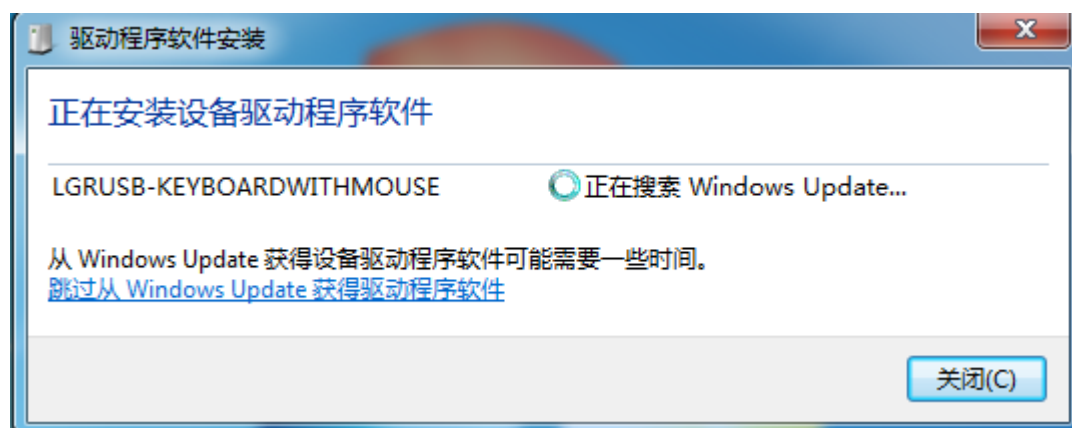 驱动程序软件安装
正在安装设备驱动程序软件
LGRUSB-KEYBOARDWITHMOUSE 正在搜索 Windows Update...
从 Windows Update 获得设备驱动程序软件可能需要一些时间。
跳过从 Windows Update 获得驱动程序软件
关闭(C)